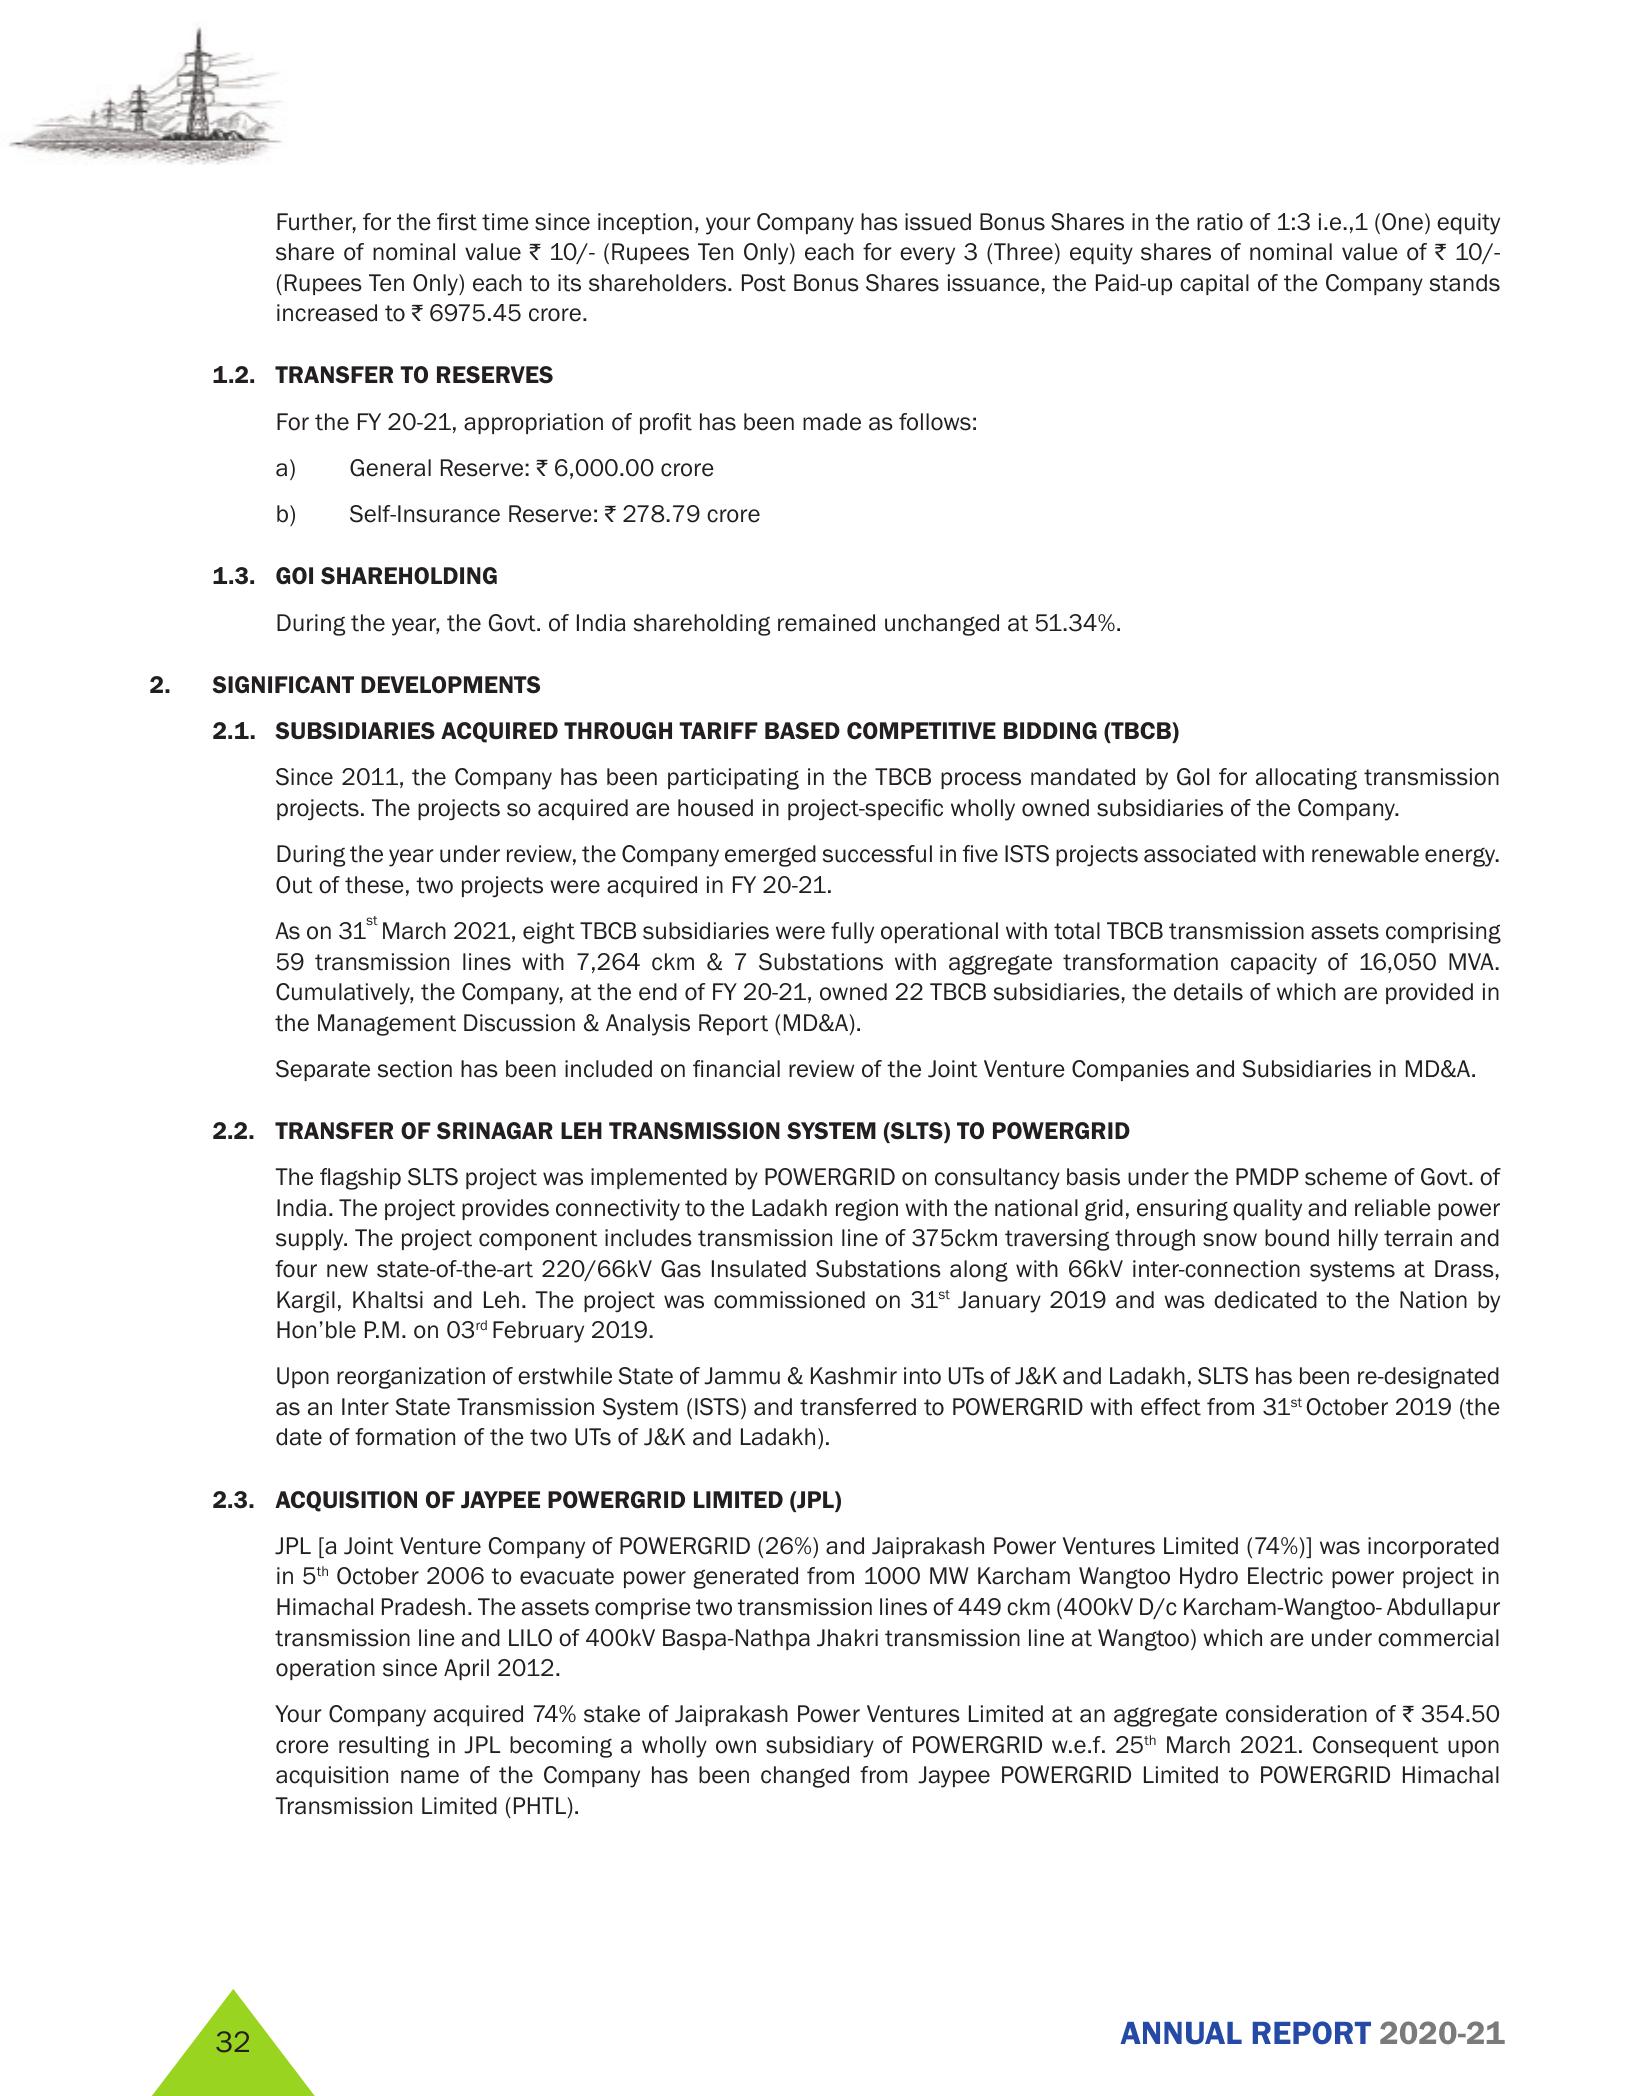 Further, for the first time since inception, your Company has issued Bonus Shares in the ratio of 1:3 i.e.,1 (One) equity
share of nominal value ₹ 10/- (Rupees Ten Only) each for every 3 (Three) equity shares of nominal value of ₹ 10/-
(Rupees Ten Only) each to its shareholders. Post Bonus Shares issuance, the Paid-up capital of the Company stands
increased to ₹ 6975.45 crore.
1.2. TRANSFER TO RESERVES
For the FY 20-21, appropriation of profit has been made as follows:
a) General Reserve: ₹ 6,000.00 crore
b) Self-Insurance Reserve: ₹ 278.79 crore
1.3. GOI SHAREHOLDING
During the year, the Govt. of India shareholding remained unchanged at 51.34%.
2. SIGNIFICANT DEVELOPMENTS
2.1. SUBSIDIARIES ACQUIRED THROUGH TARIFF BASED COMPETITIVE BIDDING (TBCB)
Since 2011, the Company has been participating in the TBCB process mandated by GoI for allocating transmission
projects. The projects so acquired are housed in project-specific wholly owned subsidiaries of the Company.
During the year under review, the Company emerged successful in five ISTS projects associated with renewable energy.
Out of these, two projects were acquired in FY 20-21.
As on 31st March 2021, eight TBCB subsidiaries were fully operational with total TBCB transmission assets comprising
59 transmission lines with 7,264 ckm & 7 Substations with aggregate transformation capacity of 16,050 MVA.
Cumulatively, the Company, at the end of FY 20-21, owned 22 TBCB subsidiaries, the details of which are provided in
the Management Discussion & Analysis Report (MD&A).
Separate section has been included on financial review of the Joint Venture Companies and Subsidiaries in MD&A.
2.2. TRANSFER OF SRINAGAR LEH TRANSMISSION SYSTEM (SLTS) TO POWERGRID
The flagship SLTS project was implemented by POWERGRID on consultancy basis under the PMDP scheme of Govt. of
India. The project provides connectivity to the Ladakh region with the national grid, ensuring quality and reliable power
supply. The project component includes transmission line of 375ckm traversing through snow bound hilly terrain and
four new state-of-the-art 220/66kV Gas Insulated Substations along with 66kV inter-connection systems at Drass,
Kargil, Khaltsi and Leh. The project was commissioned on 31st January 2019 and was dedicated to the Nation by
Hon’ble P.M. on 03rd February 2019.
Upon reorganization of erstwhile State of Jammu & Kashmir into UTs of J&K and Ladakh, SLTS has been re-designated
as an Inter State Transmission System (ISTS) and transferred to POWERGRID with effect from 31st October 2019 (the
date of formation of the two UTs of J&K and Ladakh).
2.3. ACQUISITION OF JAYPEE POWERGRID LIMITED (JPL)
JPL [a Joint Venture Company of POWERGRID (26%) and Jaiprakash Power Ventures Limited (74%)] was incorporated
in 5th October 2006 to evacuate power generated from 1000 MW Karcham Wangtoo Hydro Electric power project in
Himachal Pradesh. The assets comprise two transmission lines of 449 ckm (400kV D/c Karcham-Wangtoo- Abdullapur
transmission line and LILO of 400kV Baspa-Nathpa Jhakri transmission line at Wangtoo) which are under commercial
operation since April 2012.
Your Company acquired 74% stake of Jaiprakash Power Ventures Limited at an aggregate consideration of ₹ 354.50
crore resulting in JPL becoming a wholly own subsidiary of POWERGRID w.e.f. 25th March 2021. Consequent upon
acquisition name of the Company has been changed from Jaypee POWERGRID Limited to POWERGRID Himachal
Transmission Limited (PHTL).
32
ANNUAL REPORT 2020-21